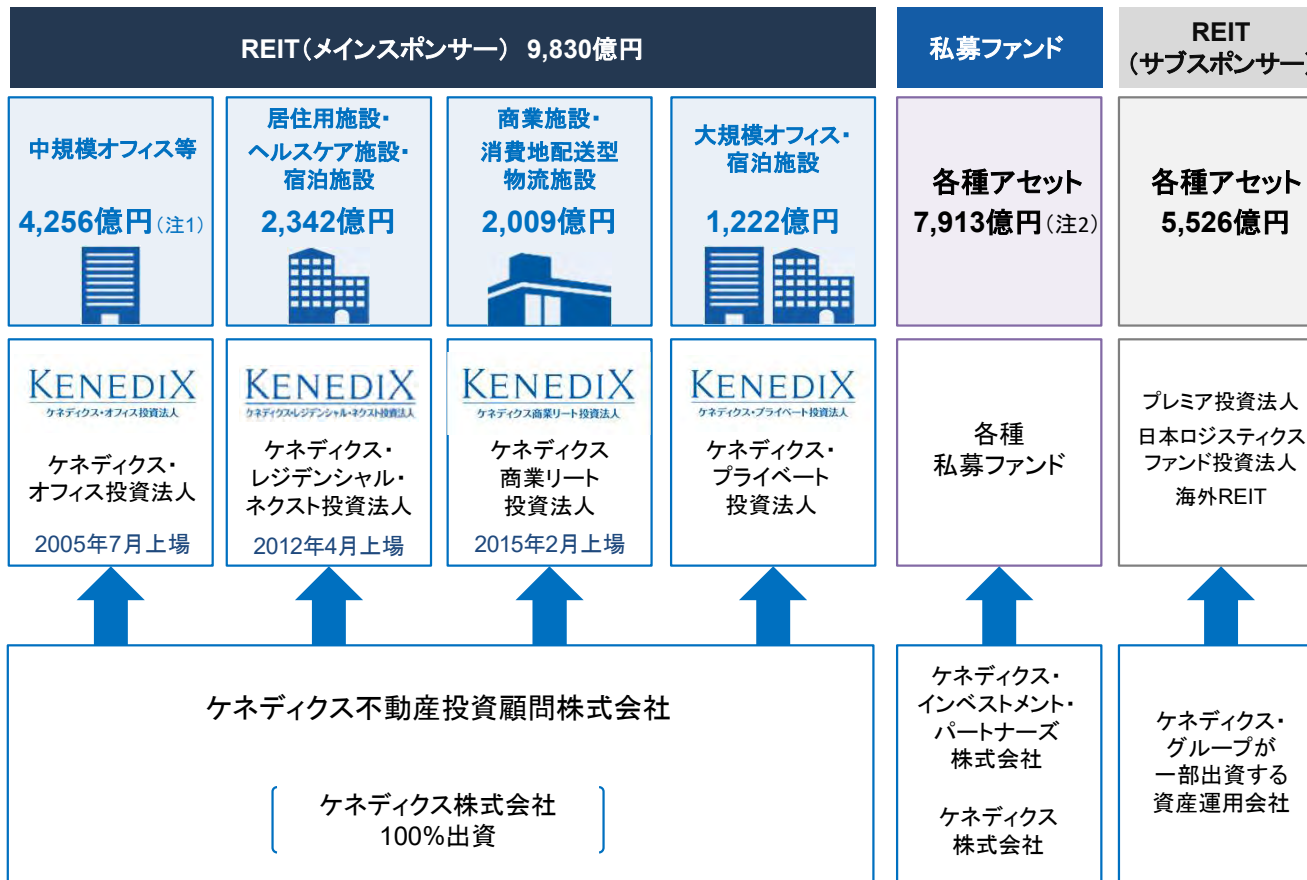 REIT(メインスポンサー) 9,830億円
私募ファンド
REIT
(サブスポンサー)
中規模オフィス等
4,256億円(注1)
居住用施設・
ヘルスケア施設・
宿泊施設
2,342億円
商業施設・
消費地配送型
物流施設
2,009億円
大規模オフィス・
宿泊施設
1,222億円
各種アセット
7,913億円(注2)
各種アセット
5,526億円
KENEDIX
ケネディクス・オフィス投資法人
ケネディクス・
オフィス投資法人
2005年7月上場
KENEDIX
ケネディクス・レジデンシャル・ネクスト投資法人
ケネディクス・
レジデンシャル・
ネクスト投資法人
2012年4月上場
KENEDIX
ケネディクス商業リート投資法人
ケネディクス
商業リート
投資法人
2015年2月上場
KENEDIX
ケネディクス・プライベート投資法人
ケネディクス・
プライベート
投資法人
各種
私募ファンド
プレミア投資法人
日本ロジスティクス
ファンド投資法人
海外REIT
ケネディクス不動産投資顧問株式会社
ケネディクス株式会社
100%出資
ケネディクス・
インベストメント・
パートナーズ
株式会社
ケネディクス
株式会社
ケネディクス・
グループが
一部出資する
資産運用会社